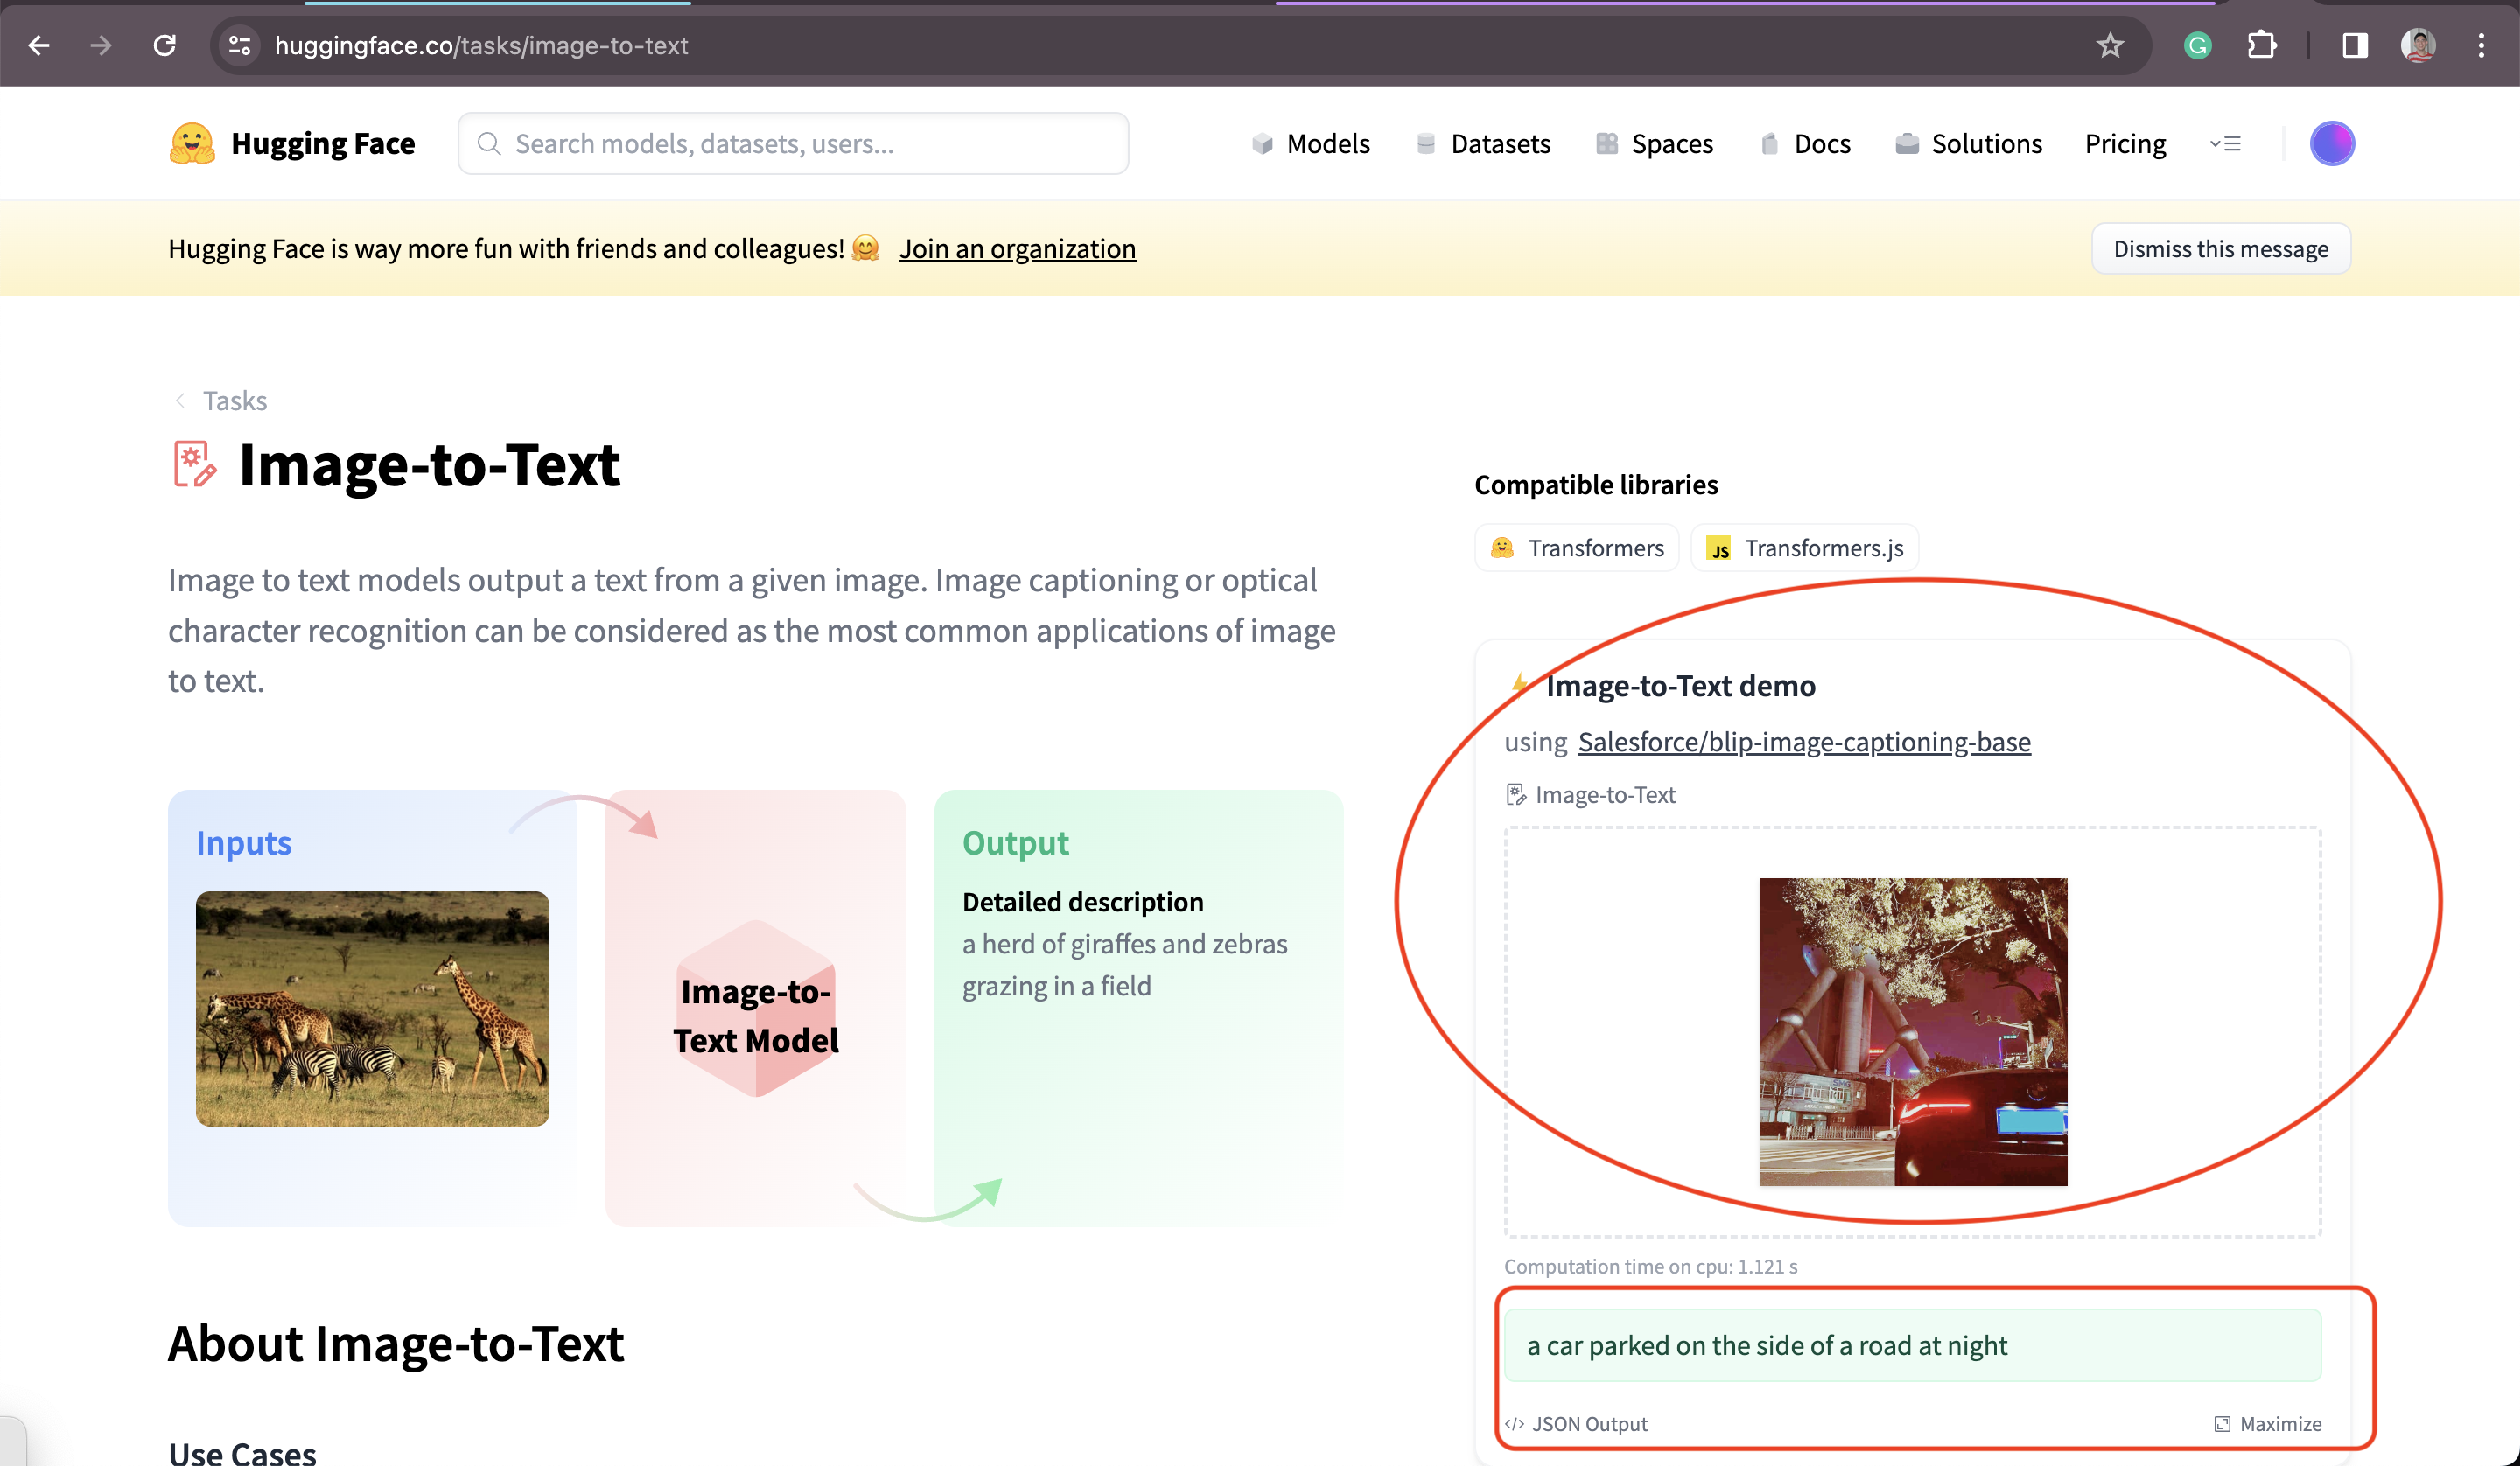 huggingface.co/tasks/image-to-text
Hugging Face
Search models, datasets, users...
Models
Datasets
Spaces
Docs
Solutions
Pricing
Hugging Face is way more fun with friends and colleagues! 🤗 Join an organization
Dismiss this message
Tasks
Image-to-Text
Image to text models output a text from a given image. Image captioning or optical
character recognition can be considered as the most common applications of image
to text.
Inputs
Image-to-
Text Model
Output
Detailed description
a herd of giraffes and zebras
grazing in a field
About Image-to-Text
Use Cases
Compatible libraries
Transformers
JS Transformers.js
Image-to-Text demo
using Salesforce/blip-image-captioning-base
Image-to-Text
Computation time on cpu: 1.121 s
a car parked on the side of a road at night
</> JSON Output
Maximize